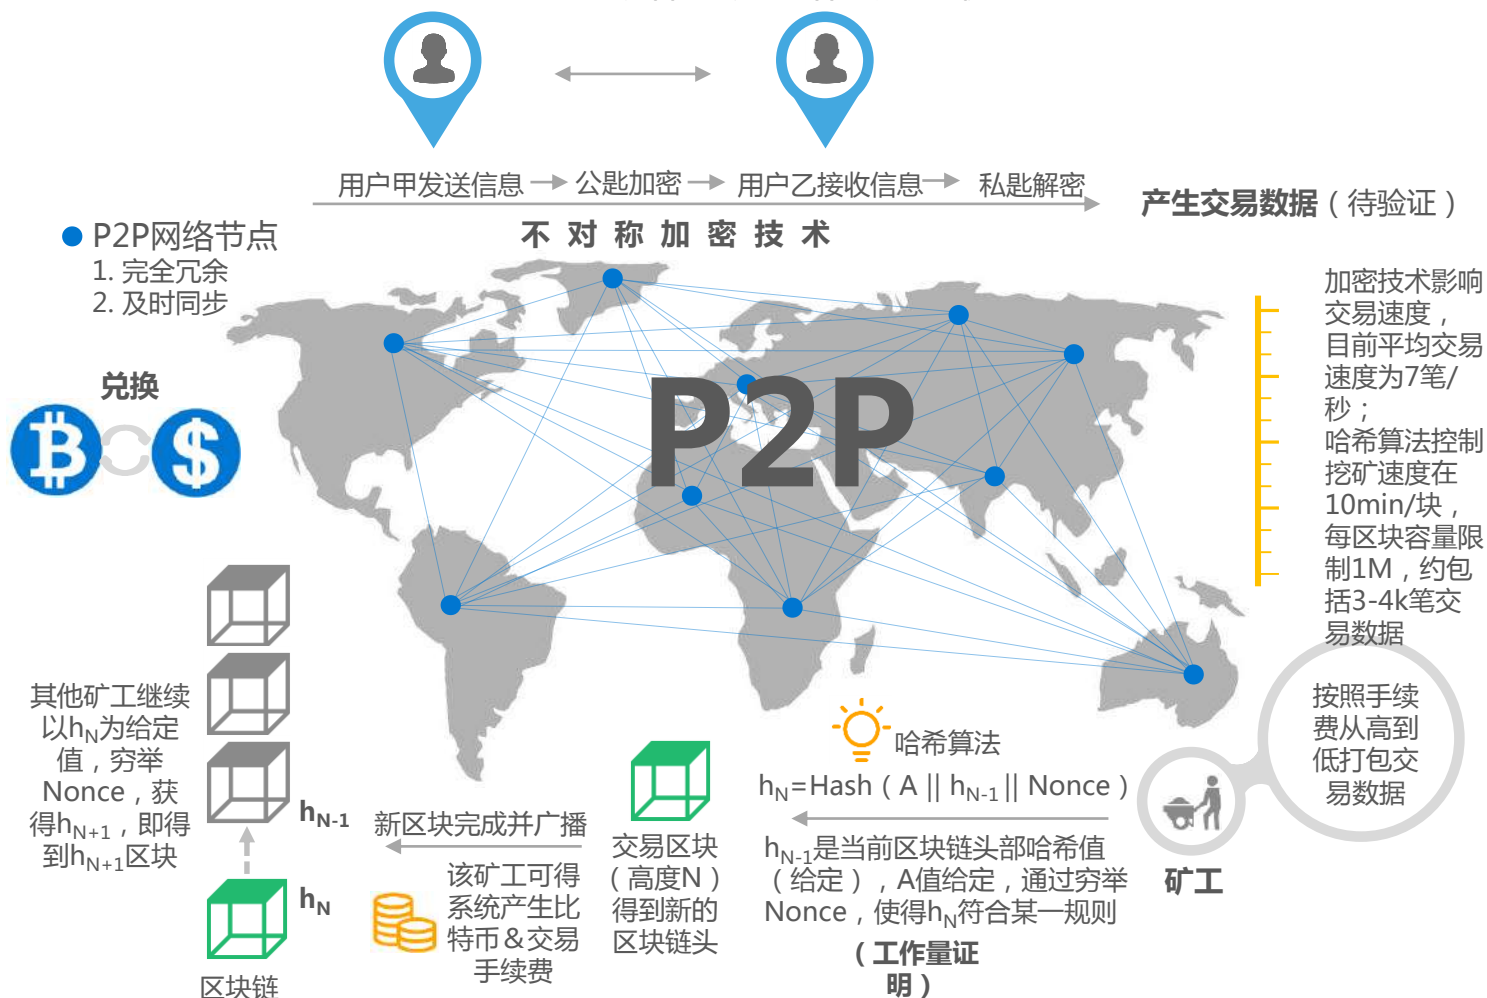 用户甲发送信息 公匙加密 用户乙接收信息 私匙解密
不对称加密技术
产生交易数据（待验证）
P2P网络节点
1. 完全冗余
2. 及时同步
兑换
P2P
加密技术影响
交易速度，
目前平均交易
速度为7笔/
秒；
哈希算法控制
挖矿速度在
10min/块，
每区块容量限
制1M，约包
括3-4k笔交
易数据
按照手续
费从高到
低打包交
易数据
矿工
哈希算法
hN=Hash（A || hN-1 || Nonce）
hN-1是当前区块链头部哈希值
（给定），A值给定，通过穷举
Nonce，使得hN符合某一规则
（工作量证
明）
交易区块
（高度N）
得到新的
区块链头
新区块完成并广播
该矿工可得
系统产生比
特币＆交易
手续费
hN-1
hN
其他矿工继续
以hN为给定
值，穷举
Nonce，获
得hN+1，即得
到hN+1区块
区块链